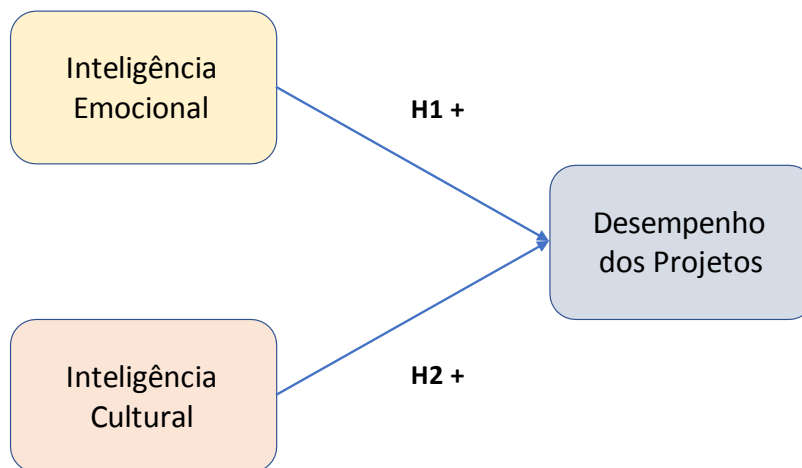 Inteligência
Emocional
H1 +
Desempenho
dos Projetos
Inteligência
Cultural
H2 +